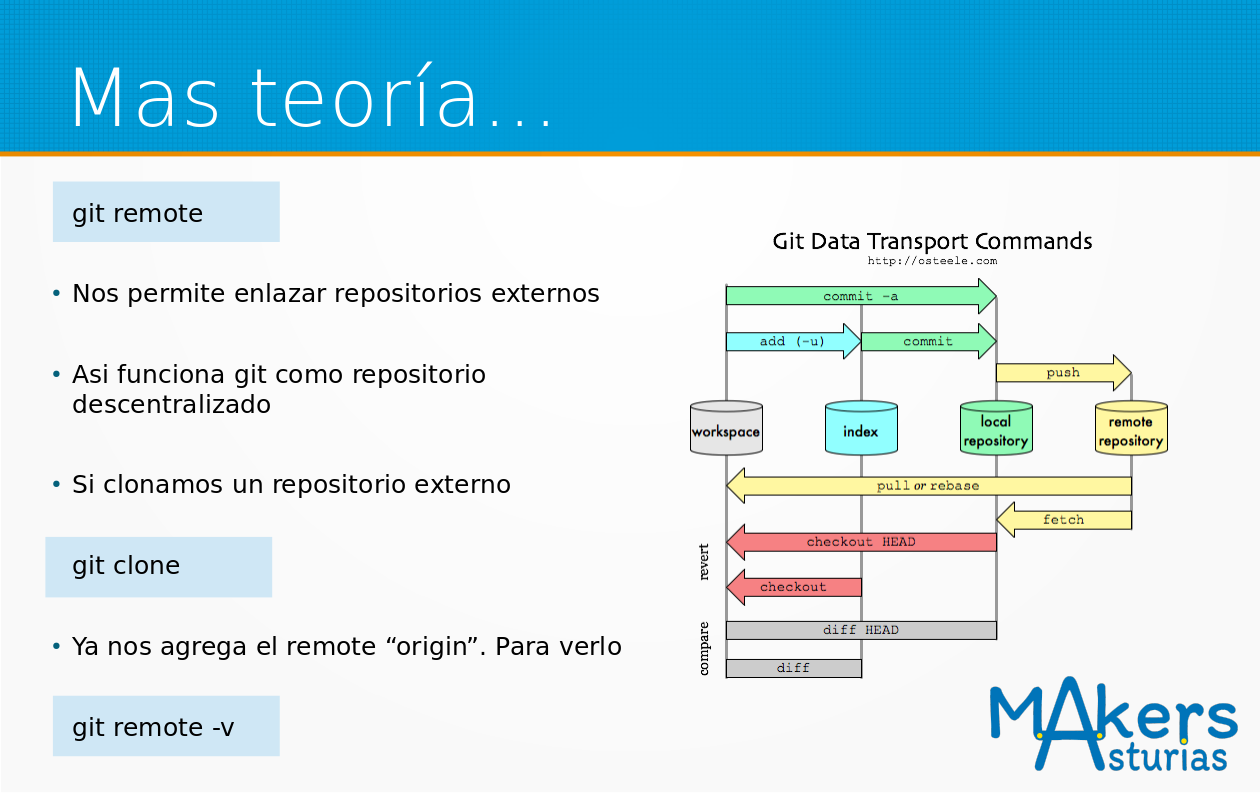 Mas teoría...
git remote
• Nos permite enlazar repositorios externos
• Asi funciona git como repositorio
descentralizado
• Si clonamos un repositorio externo
git clone
• Ya nos agrega el remote “origin”. Para verlo
git remote -v
Git Data Transport Commands
http://osteele.com
commit -a
add (-u)
commit
push
workspace
index
local
repository
remote
repository
pull or rebase
fetch
revert
checkout HEAD
checkout
compare
diff HEAD
diff
MAkers
Asturias